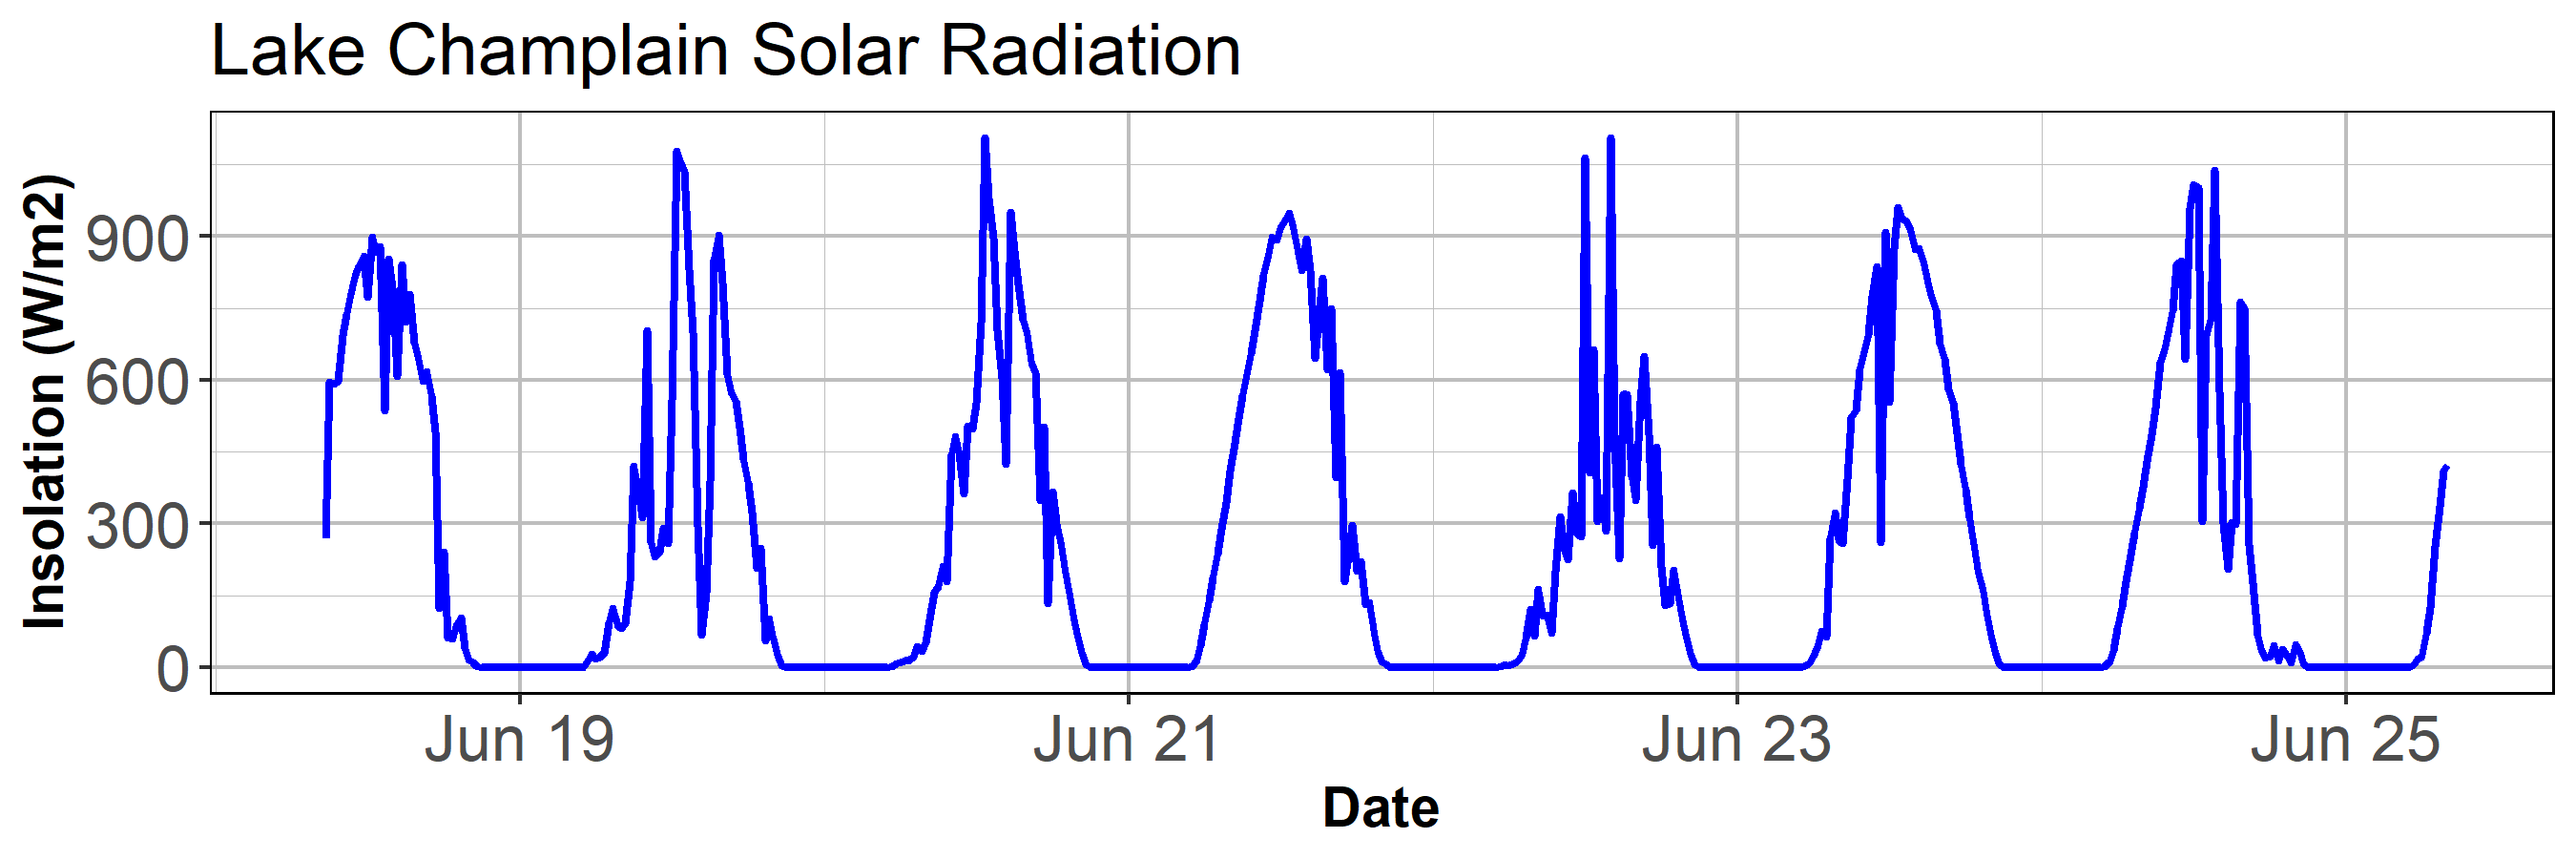 Lake Champlain Solar Radiation
Insolation (W/m2)
900
600
300
0
Jun 19 Jun 21 Jun 23 Jun 25
Date